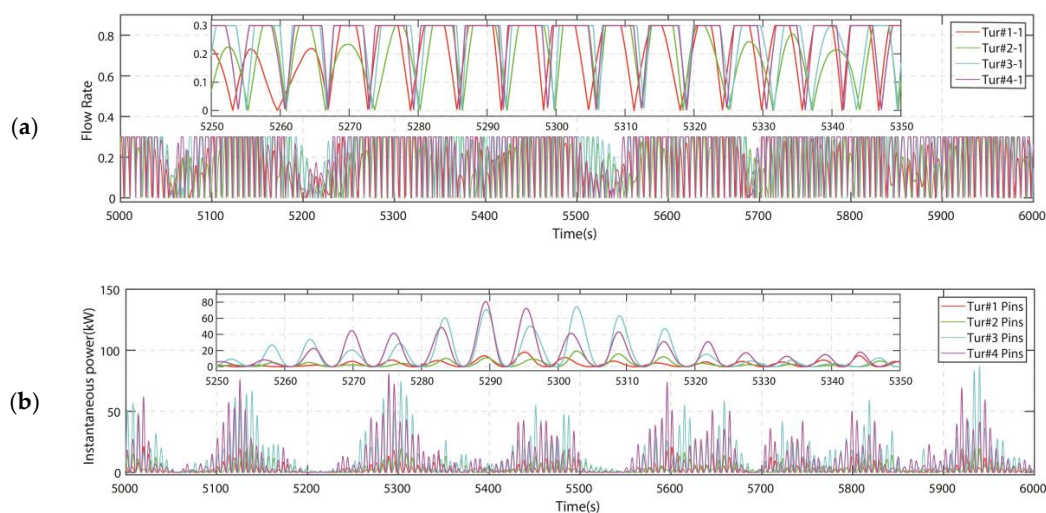 (a)
Flow Rate
0.8
0.6
0.4
0.2
0
0.3
0.2
0.1
0
5250 5260 5270 5280 5290 5300 5310 5320 5330 5340 5350
Tur#1-1
Tur#2-1
Tur#3-1
Tur#4-1
5000 5100 5200 5300 5400 5500 5600 5700 5800 5900 6000
Time(s)
(b)
Instantaneous power(kW)
150
100
50
0
80
60
40
20
0
5250 5260 5270 5280 5290 5300 5310 5320 5330 5340 5350
Tur#1 Pins
Tur#2 Pins
Tur#3 Pins
Tur#4 Pins
5000 5100 5200 5300 5400 5500 5600 5700 5800 5900 6000
Time(s)